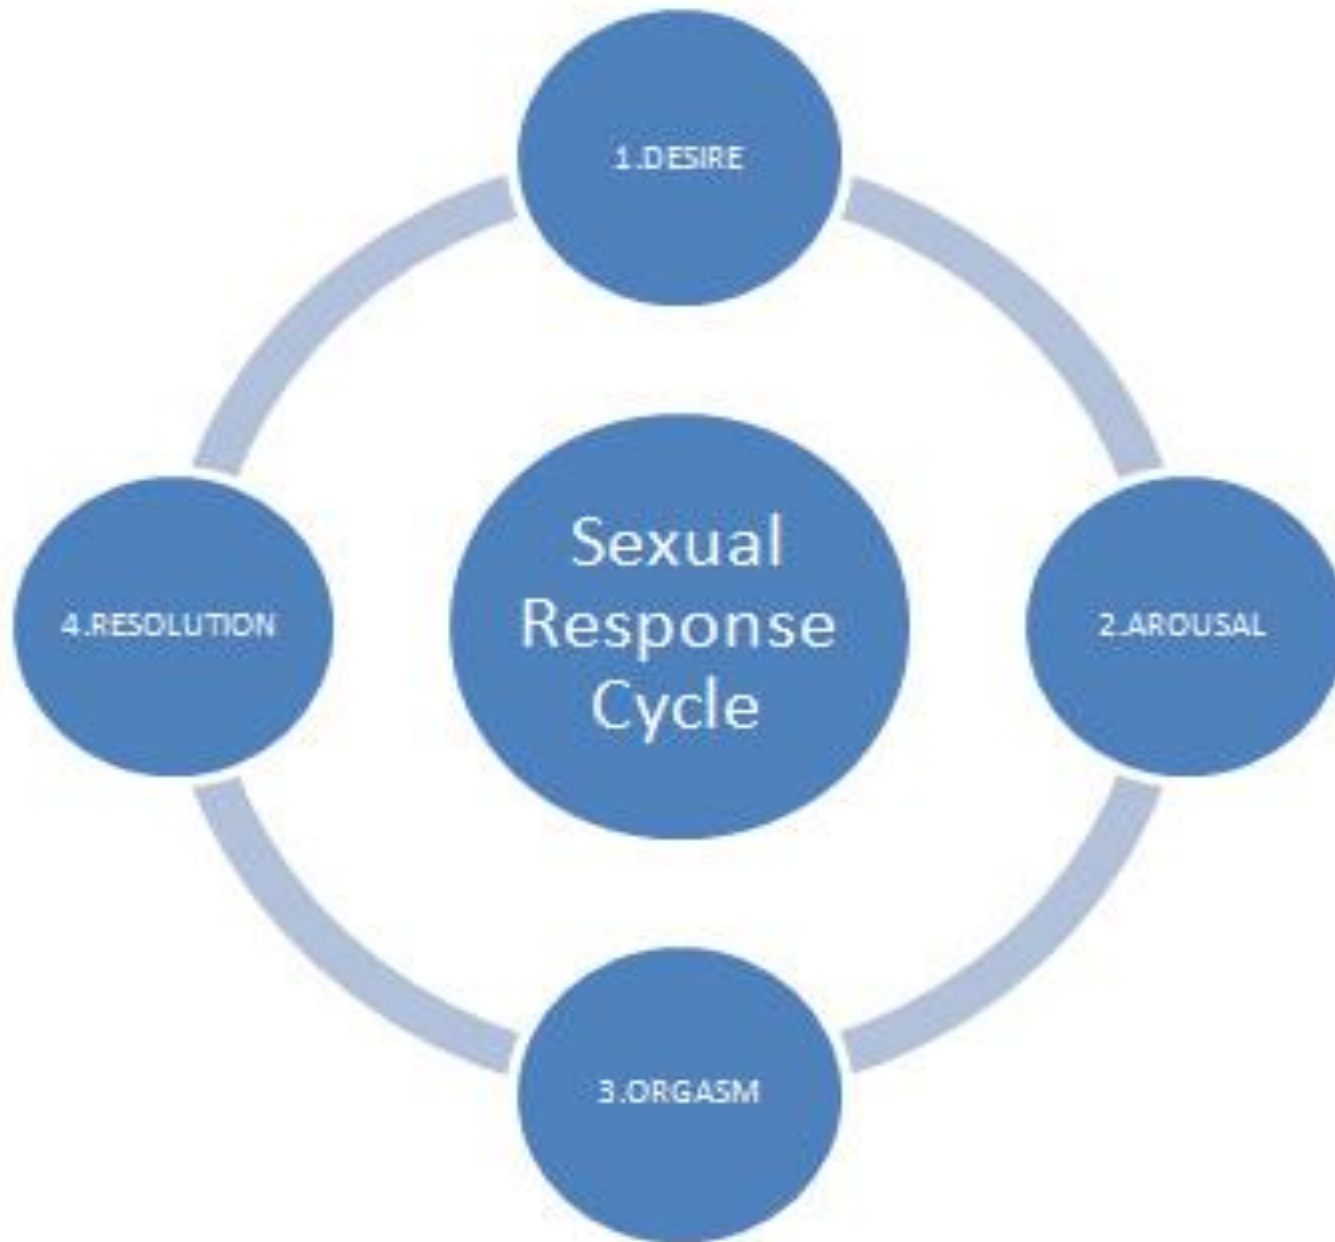 1.DESIRE
Sexual
Response
Cycle
4.RESOLUTION
2.AROUSAL
3.ORGASM